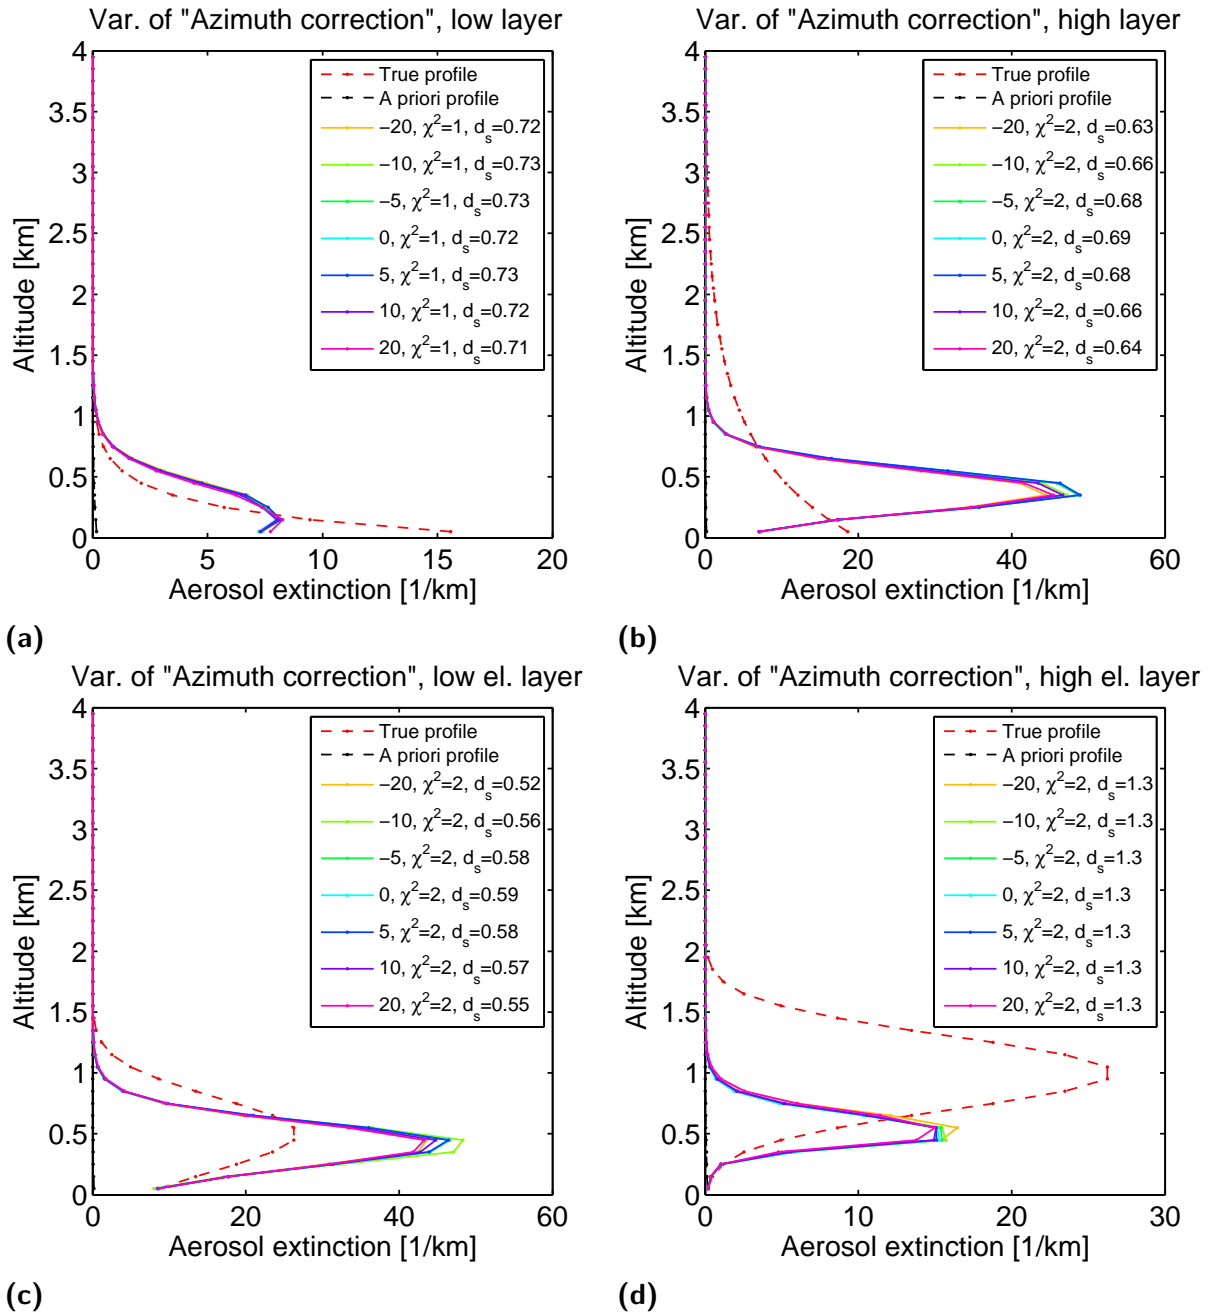 Var. of "Azimuth correction", low layer
4
3.5
3
2.5
2
1.5
1
0.5
0
Altitude [km]
True profile
A priori profile
−20, χ²=1, dₛ=0.72
−10, χ²=1, dₛ=0.73
−5, χ²=1, dₛ=0.73
0, χ²=1, dₛ=0.72
5, χ²=1, dₛ=0.73
10, χ²=1, dₛ=0.72
20, χ²=1, dₛ=0.71
0 5 10 15 20
Aerosol extinction [1/km]
(a)
Var. of "Azimuth correction", high layer
4
3.5
3
2.5
2
1.5
1
0.5
0
Altitude [km]
True profile
A priori profile
−20, χ²=2, dₛ=0.63
−10, χ²=2, dₛ=0.66
−5, χ²=2, dₛ=0.68
0, χ²=2, dₛ=0.69
5, χ²=2, dₛ=0.68
10, χ²=2, dₛ=0.66
20, χ²=2, dₛ=0.64
0 20 40 60
Aerosol extinction [1/km]
(b)
Var. of "Azimuth correction", low el. layer
4
3.5
3
2.5
2
1.5
1
0.5
0
Altitude [km]
True profile
A priori profile
−20, χ²=2, dₛ=0.52
−10, χ²=2, dₛ=0.56
−5, χ²=2, dₛ=0.58
0, χ²=2, dₛ=0.59
5, χ²=2, dₛ=0.58
10, χ²=2, dₛ=0.57
20, χ²=2, dₛ=0.55
0 20 40 60
Aerosol extinction [1/km]
(c)
Var. of "Azimuth correction", high el. layer
4
3.5
3
2.5
2
1.5
1
0.5
0
Altitude [km]
True profile
A priori profile
−20, χ²=2, dₛ=1.3
−10, χ²=2, dₛ=1.3
−5, χ²=2, dₛ=1.3
0, χ²=2, dₛ=1.3
5, χ²=2, dₛ=1.3
10, χ²=2, dₛ=1.3
20, χ²=2, dₛ=1.3
0 10 20 30
Aerosol extinction [1/km]
(d)